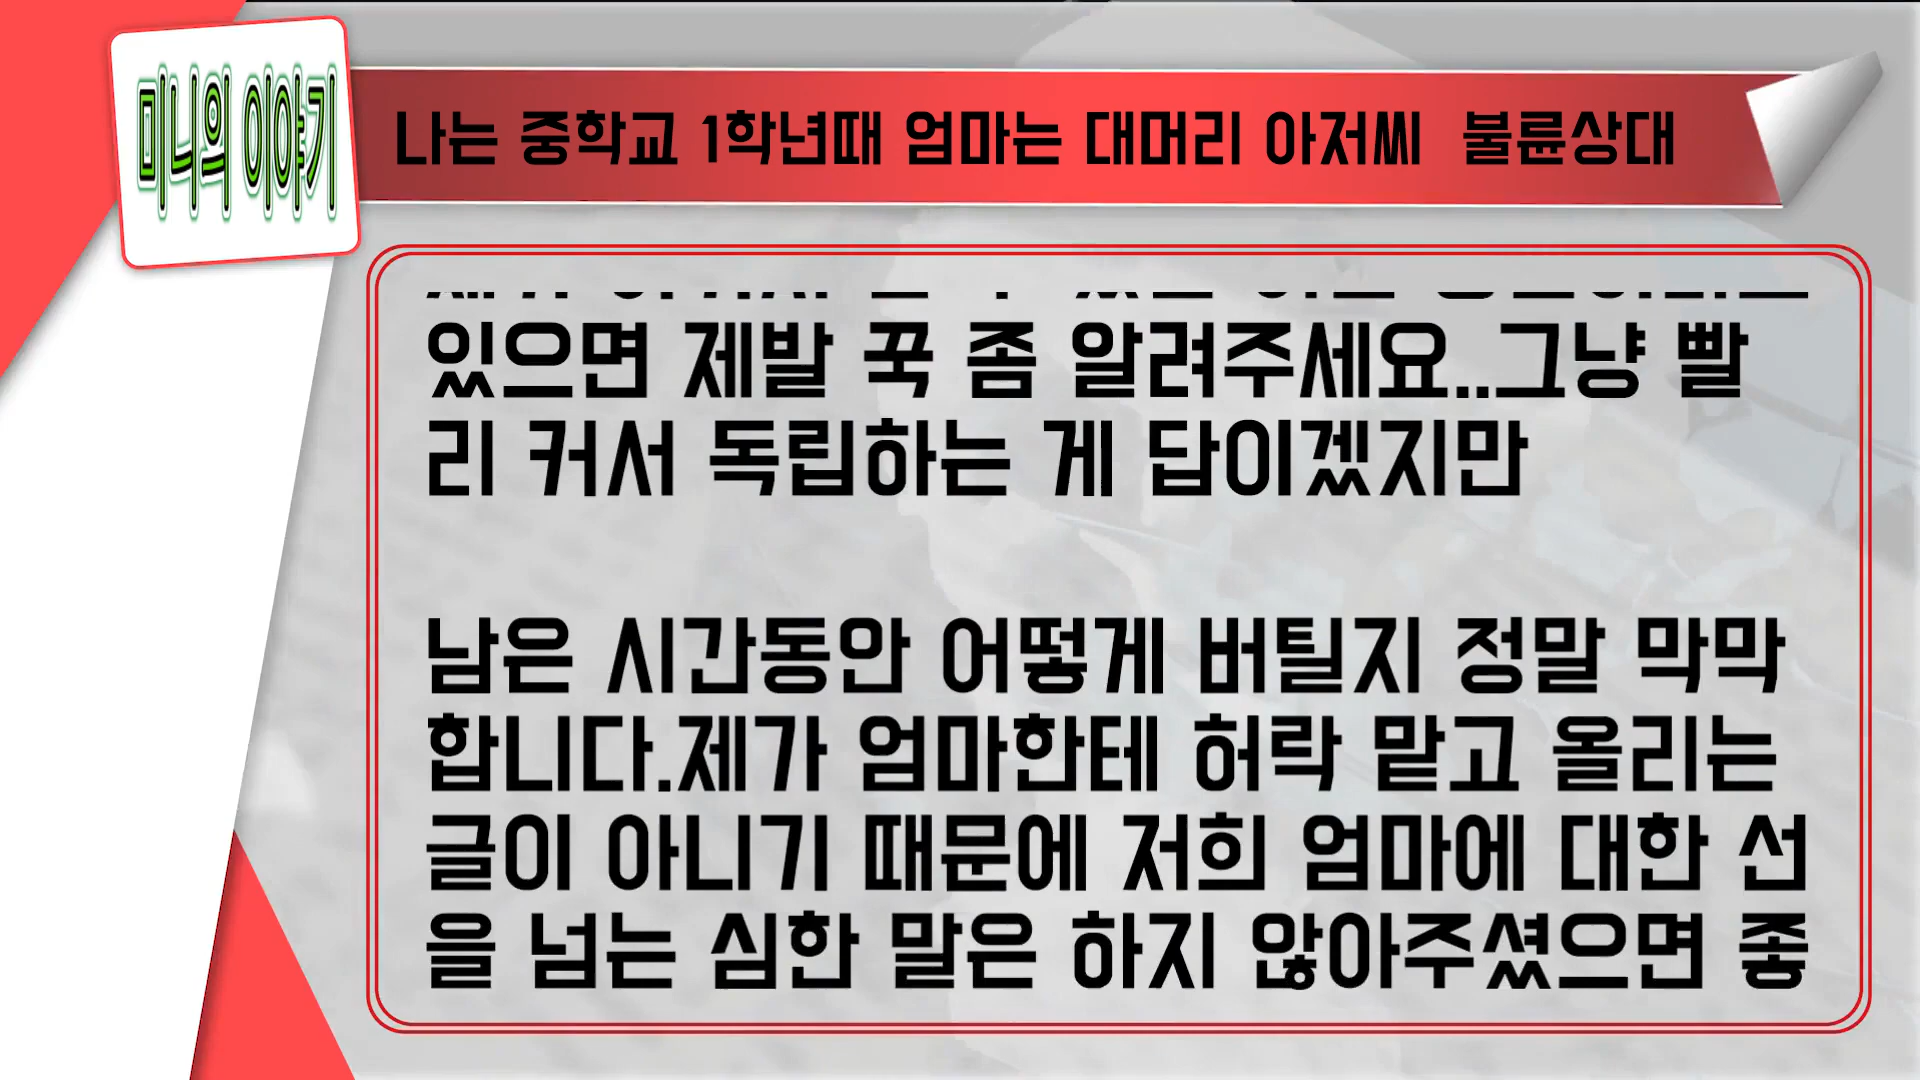 미니의 이야기
나는 중학교 1학년때 엄마는 대머리 아저씨 불륜상대
있으면 제발 꾹 좀 알려주세요..그냥 빨
리 커서 독립하는 게 답이겠지만
남은 시간동안 어떻게 버틸지 정말 막막
합니다.제가 엄마한테 허락 맡고 올리는
글이 아니기 때문에 저희 엄마에 대한 선
을 넘는 심한 말은 하지 않아주셨으면 좋